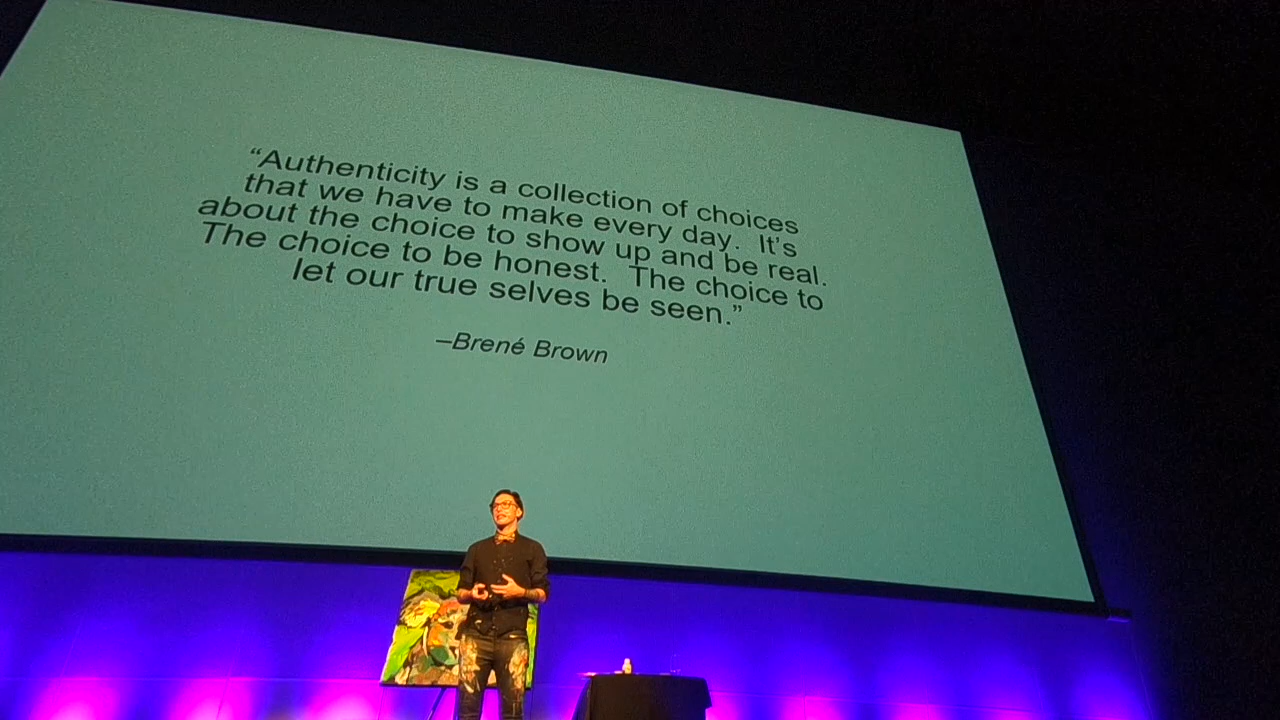 “Authenticity is a collection of choices
that we have to make every day.  It’s
about the choice to show up and be real.
The choice to be honest.  The choice to
let our true selves be seen.”
–Brené Brown